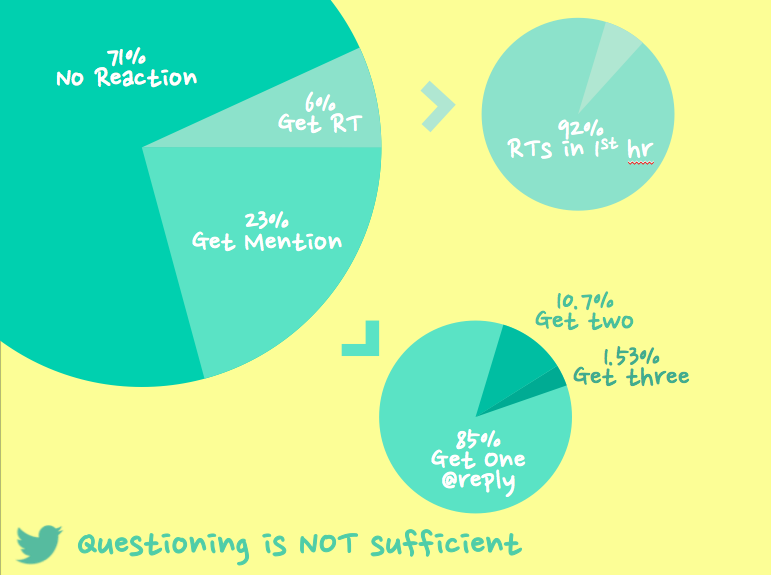 71%
No Reaction
6%
Get RT
92%
RTs in 1st hr
23%
Get Mention
10.7%
Get two
1.53%
Get three
85%
Get One
@reply
Questioning is NOT sufficient